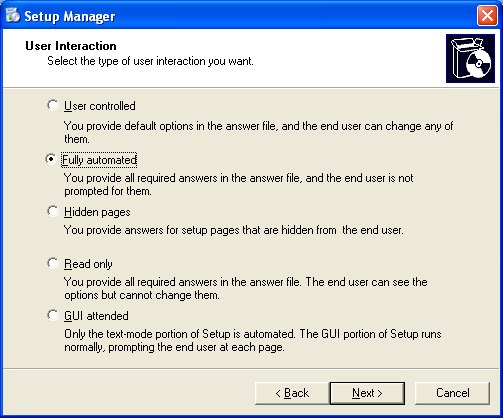 Setup Manager
User Interaction
Select the type of user interaction you want.
User controlled
You provide default options in the answer file, and the end user can change any of
them.
Fully automated
You provide all required answers in the answer file, and the end user is not
prompted for them.
Hidden pages
You provide answers for setup pages that are hidden from the end user.
Read only
You provide all required answers in the answer file. The end user can see the
options but cannot change them.
GUI attended
Only the text-mode portion of Setup is automated. The GUI portion of Setup runs
normally, prompting the end user at each page.
< Back Next > Cancel